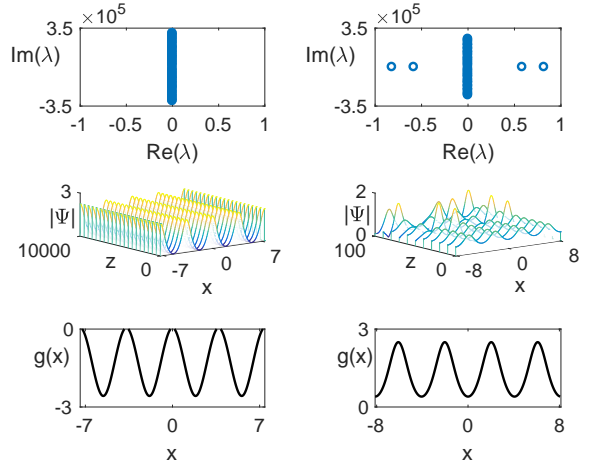 ×10⁵ ×10⁵
3.5 3.5
Im(λ) Im(λ)
-3.5 -3.5
-1 -0.5 0 0.5 1 -1 -0.5 0 0.5 1
Re(λ) Re(λ)
3 2
|Ψ| |Ψ|
0
10000 100
z 0 -7 0 7 z 0 -8 0 8
x x
0 3
g(x) g(x)
-3 0
-7 0 7 -8 0 8
x x